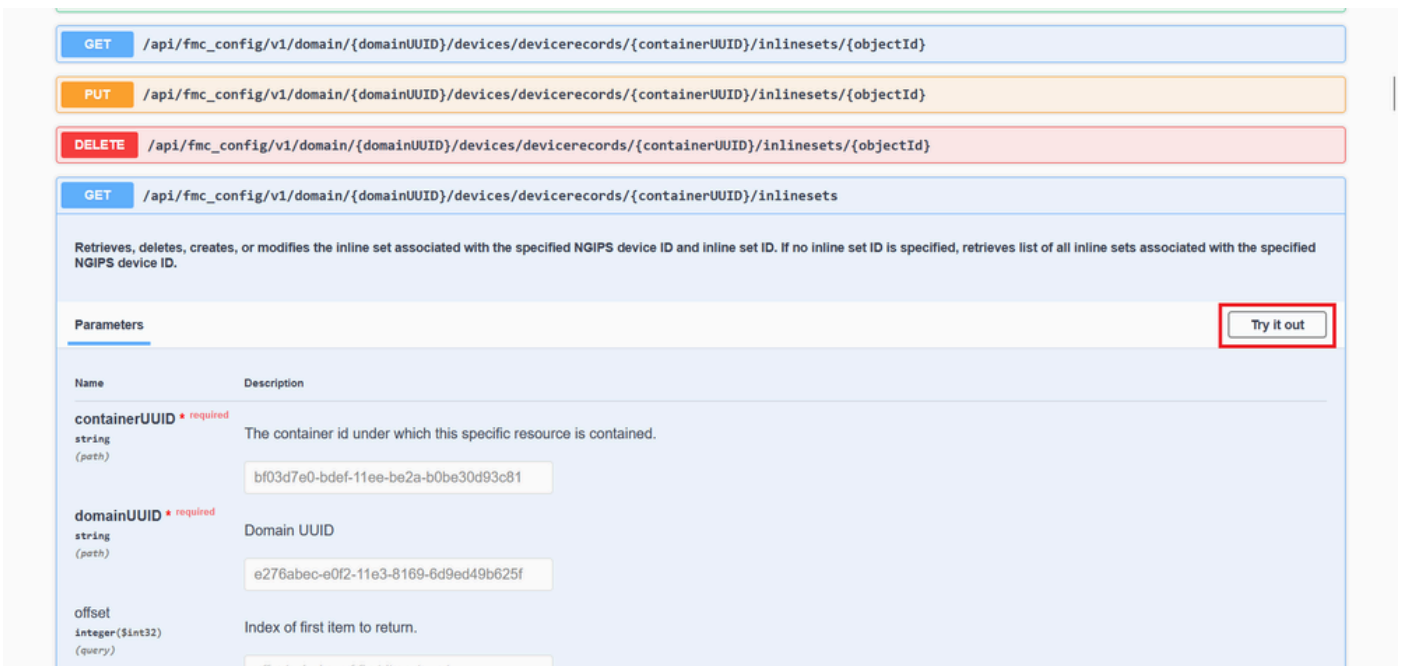 GET /api/fmc_config/v1/domain/{domainUUID}/devices/devicerecords/{containerUUID}/inlinesets/{objectId}
PUT /api/fmc_config/v1/domain/{domainUUID}/devices/devicerecords/{containerUUID}/inlinesets/{objectId}
DELETE /api/fmc_config/v1/domain/{domainUUID}/devices/devicerecords/{containerUUID}/inlinesets/{objectId}
GET /api/fmc_config/v1/domain/{domainUUID}/devices/devicerecords/{containerUUID}/inlinesets
Retrieves, deletes, creates, or modifies the inline set associated with the specified NGIPS device ID and inline set ID. If no inline set ID is specified, retrieves list of all inline sets associated with the specified
NGIPS device ID.
Parameters
Try it out
Name Description
containerUUID * required
string
(path)
The container id under which this specific resource is contained.
bf03d7e0-bdef-11ee-be2a-b0be30d93c81
domainUUID * required
string
(path)
Domain UUID
e276abec-e0f2-11e3-8169-6d9ed49b625f
offset
integer($int32)
(query)
Index of first item to return.